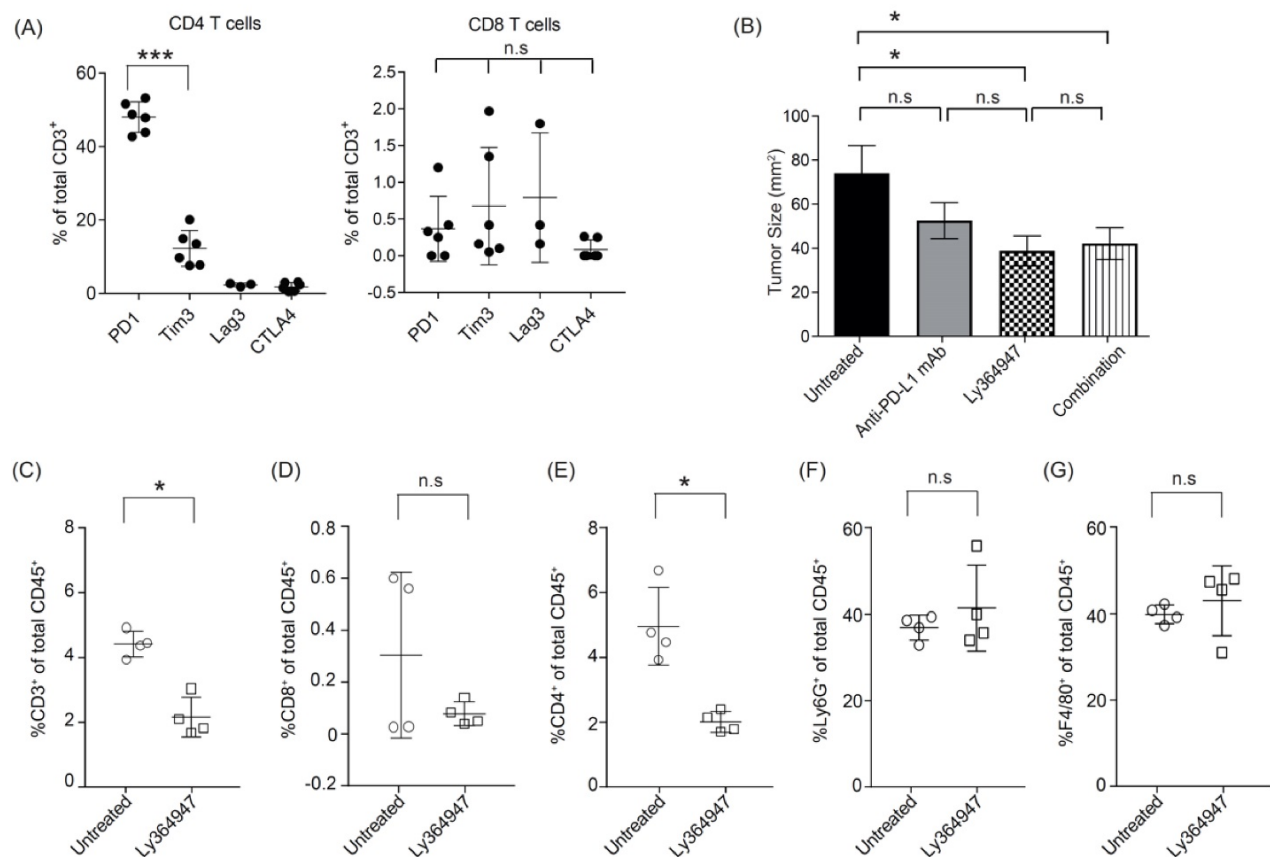 (A)
CD4 T cells
***
% of total CD3⁺
60
40
20
0
PD1
Tim3
Lag3
CTLA4
CD8 T cells
n.s
% of total CD3⁺
2.5
2.0
1.5
1.0
0.5
0.0
-0.5
PD1
Tim3
Lag3
CTLA4
(B)
*
*
n.s
n.s
n.s
Tumor Size (mm²)
100
80
60
40
20
0
Untreated
Anti-PD-L1 mAb
Ly364947
Combination
(C)
*
%CD3⁺ of total CD45⁺
8
6
4
2
0
Untreated
Ly364947
(D)
n.s
%CD8⁺ of total CD45⁺
0.8
0.6
0.4
0.2
0
-0.2
Untreated
Ly364947
(E)
*
%CD4⁺ of total CD45⁺
8
6
4
2
0
Untreated
Ly364947
(F)
n.s
%Ly6G⁺ of total CD45⁺
60
40
20
0
Untreated
Ly364947
(G)
n.s
%F4/80⁺ of total CD45⁺
60
40
20
0
Untreated
Ly364947